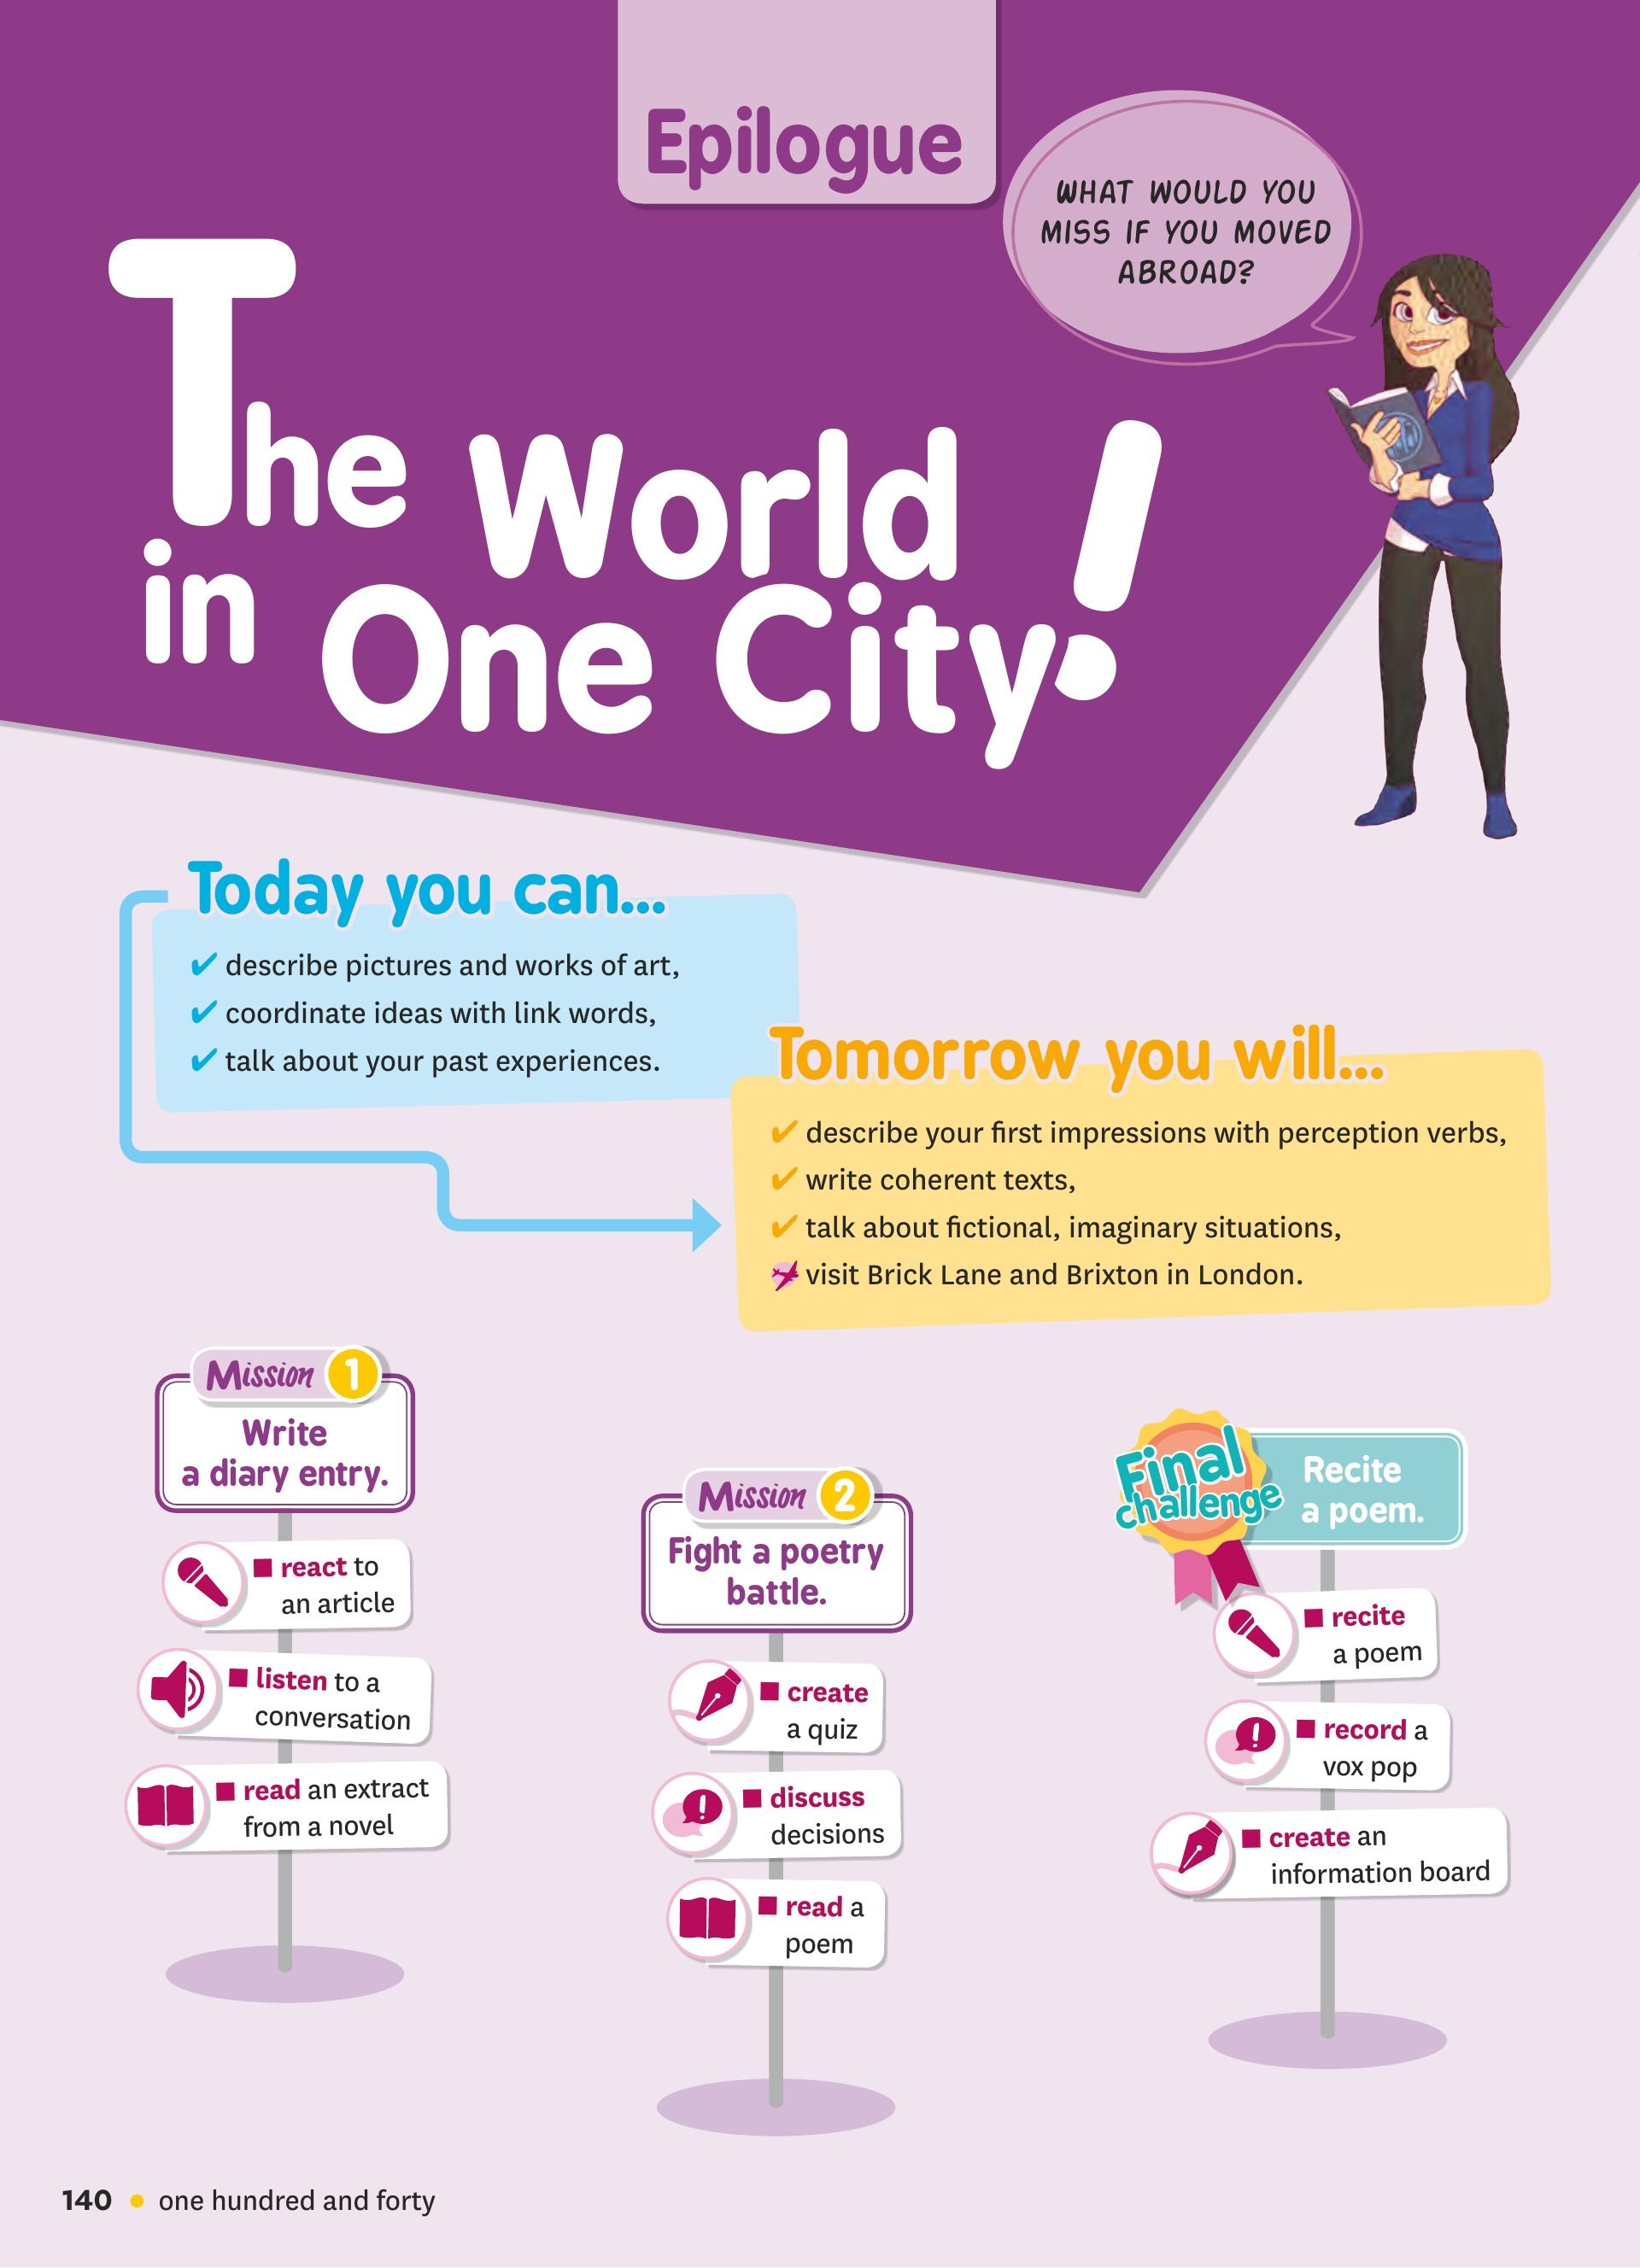 Epilogue
WHAT WOULD YOU
MISS IF YOU MOVED
ABROAD?
The World
in One City!
Today you can...
✔ describe pictures and works of art,
✔ coordinate ideas with link words,
✔ talk about your past experiences.
Tomorrow you will...
✔ describe your first impressions with perception verbs,
✔ write coherent texts,
✔ talk about fictional, imaginary situations,
visit Brick Lane and Brixton in London.
Mission 1
Write
a diary entry.
■ react to
an article
■ listen to a
conversation
■ read an extract
from a novel
Mission 2
Fight a poetry
battle.
■ create
a quiz
■ discuss
decisions
■ read a
poem
Final
challenge
Recite
a poem.
■ recite
a poem
■ record a
vox pop
■ create an
information board
140 • one hundred and forty